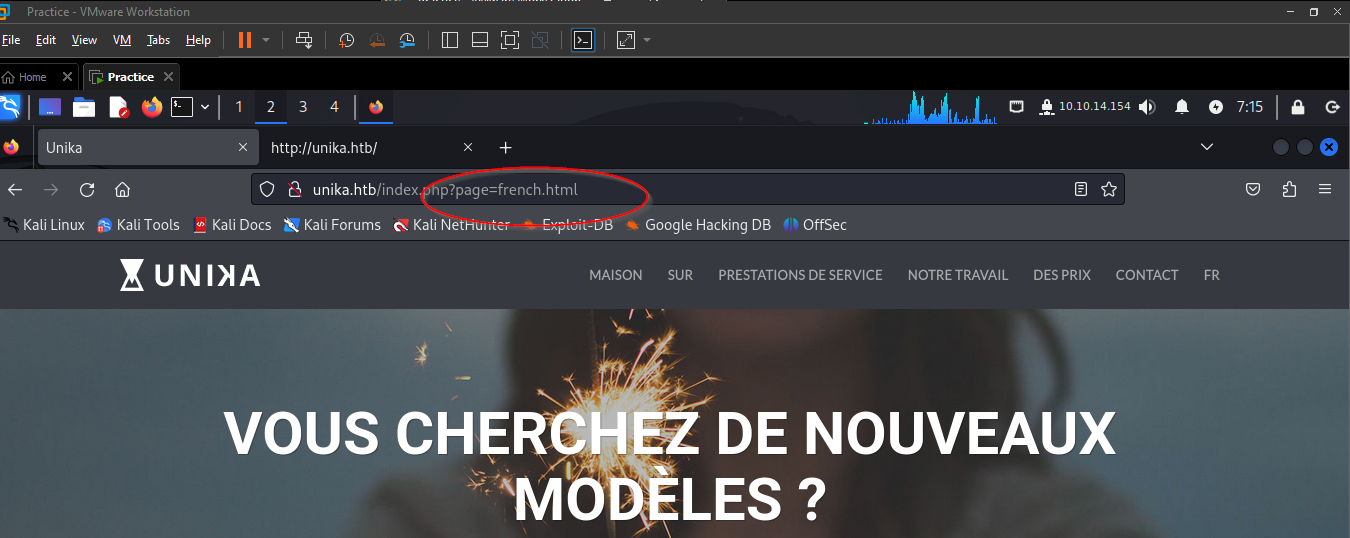 Practice - VMware Workstation
File Edit View VM Tabs Help
Home Practice
1 2 3 4 10.10.14.154 7:15
Unika http://unika.htb/
unika.htb/index.php?page=french.html
Kali Linux Kali Tools Kali Docs Kali Forums Kali NetHunter Exploit-DB Google Hacking DB OffSec
UNIKA MAISON SUR PRESTATIONS DE SERVICE NOTRE TRAVAIL DES PRIX CONTACT FR
VOUS CHERCHEZ DE NOUVEAUX
MODÈLES ?